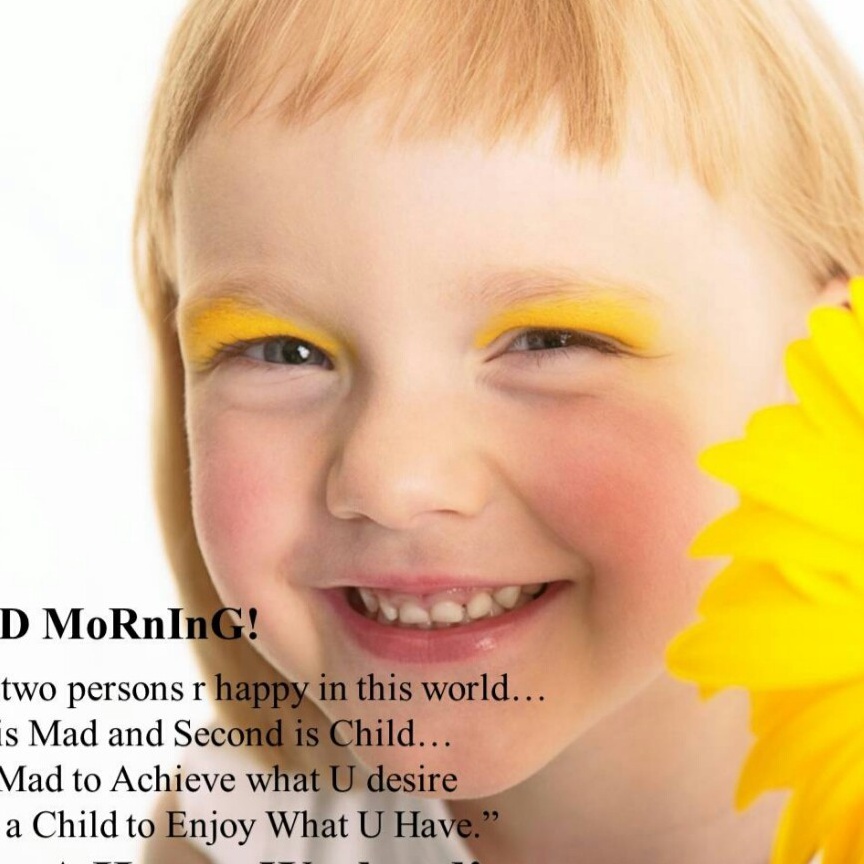 D MoRnInG!
two persons r happy in this world…
is Mad and Second is Child…
Mad to Achieve what U desire
a Child to Enjoy What U Have.”